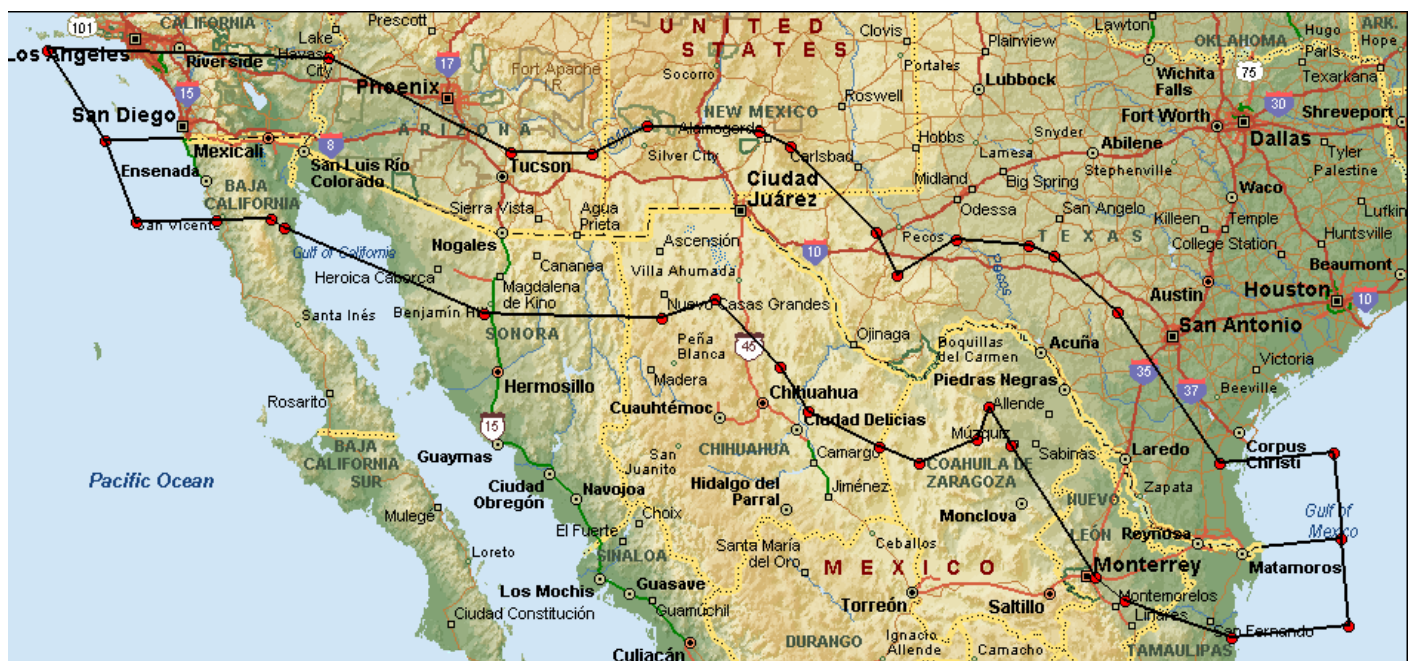 101
CALIFORNIA
Prescott
UNITED
STATES
Clovis
Lawton
Hugo
ARK.
Lake
Havasu
City
Plainview
OKLAHOMA
Paris
Hope
Los Angeles
Riverside
17
Fort Apache
I.R.
Socorro
Portales
Lubbock
Wichita
Falls
75
Texarkana
Phoenix
15
San Diego
ARIZONA
NEW MEXICO
Roswell
30
Shreveport
Fort Worth
Dallas
Mexicali
8
Alamogordo
Silver City
Carlsbad
Hobbs
Snyder
Lamesa
Abilene
Tyler
Ensenada
San Luis Río
Colorado
Tucson
Ciudad
Juárez
Midland
Big Spring
Stephenville
Palestine
BAJA
CALIFORNIA
Odessa
Waco
Sierra Vista
Agua
Prieta
San Angelo
Killeen
Temple
Lufkin
San Vicente
Nogales
Pecos
TEXAS
College Station
Huntsville
Gulf of California
Ascensión
10
Beaumont
Heroica Caborca
Cananea
Villa Ahumada
Pecos
Austin
Houston
10
Magdalena
de Kino
Nuevo Casas Grandes
Santa Inés
Benjamin Hill
SONORA
San Antonio
Peña
Blanca
45
Ojinaga
Boquillas
del Carmen
Acuña
Victoria
Madera
35
Hermosillo
Piedras Negras
37
Beeville
Rosarito
Chihuahua
Allende
Cuauhtémoc
Ciudad Delicias
15
BAJA
CALIFORNIA
SUR
CHIHUAHUA
Múzquiz
Corpus
Christi
Guaymas
San
Juanito
Camargo
COAHUILA DE
ZARAGOZA
Sabinas
Laredo
Pacific Ocean
Ciudad
Obregón
Navojoa
Hidalgo del
Parral
Jiménez
Zapata
NUEVO
LEÓN
Mulegé
Choix
Monclova
Gulf of
Mexico
El Fuerte
Ceballos
Reynosa
Loreto
SINALOA
Santa María
del Oro
MEXICO
Matamoros
Los Mochis
Guasave
Monterrey
Ciudad Constitución
Guamuchil
Torreón
Saltillo
Montemorelos
Linares
San Fernando
DURANGO
Ignacio
Allende
Camacho
TAMAULIPAS
Culiacán